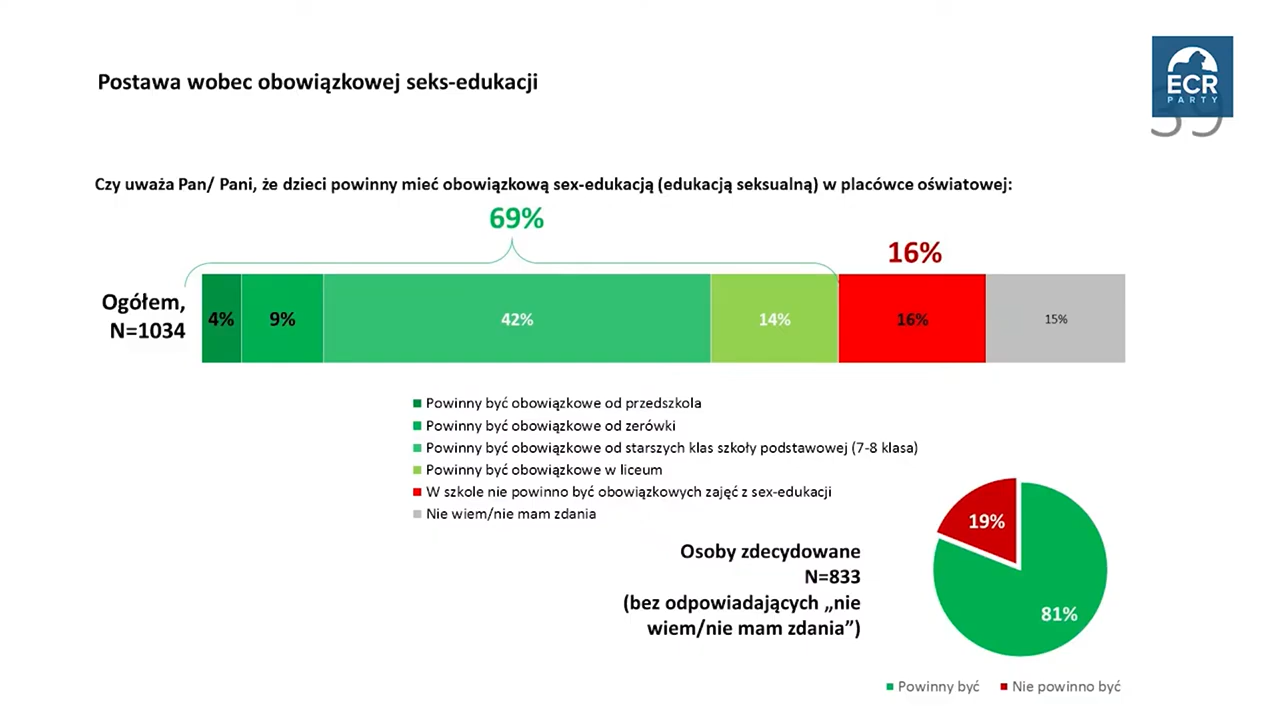 Postawa wobec obowiązkowej seks-edukacji
ECR
PARTY
39
Czy uważa Pan/ Pani, że dzieci powinny mieć obowiązkową sex-edukacją (edukacją seksualną) w placówce oświatowej:
69%
16%
Ogółem,
N=1034
4% 9% 42% 14% 16% 15%
Powinny być obowiązkowe od przedszkola
Powinny być obowiązkowe od zerówki
Powinny być obowiązkowe od starszych klas szkoły podstawowej (7-8 klasa)
Powinny być obowiązkowe w liceum
W szkole nie powinno być obowiązkowych zajęć z sex-edukacji
Nie wiem/nie mam zdania
Osoby zdecydowane
N=833
(bez odpowiadających „nie
wiem/nie mam zdania”)
19%
81%
Powinny być Nie powinno być